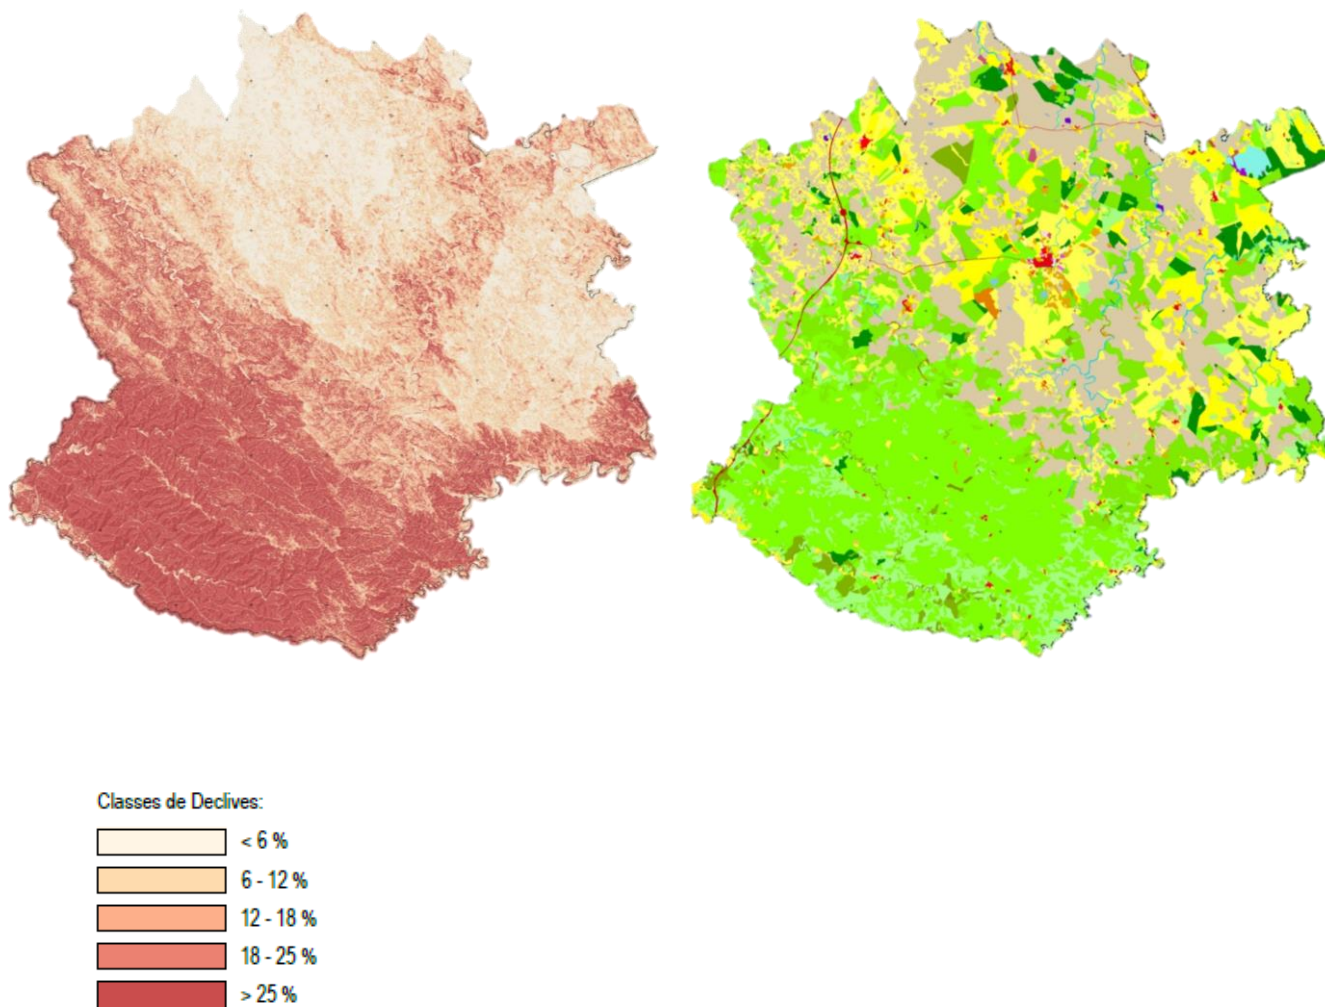 Classes de Declives:
< 6 %
6 - 12 %
12 - 18 %
18 - 25 %
> 25 %